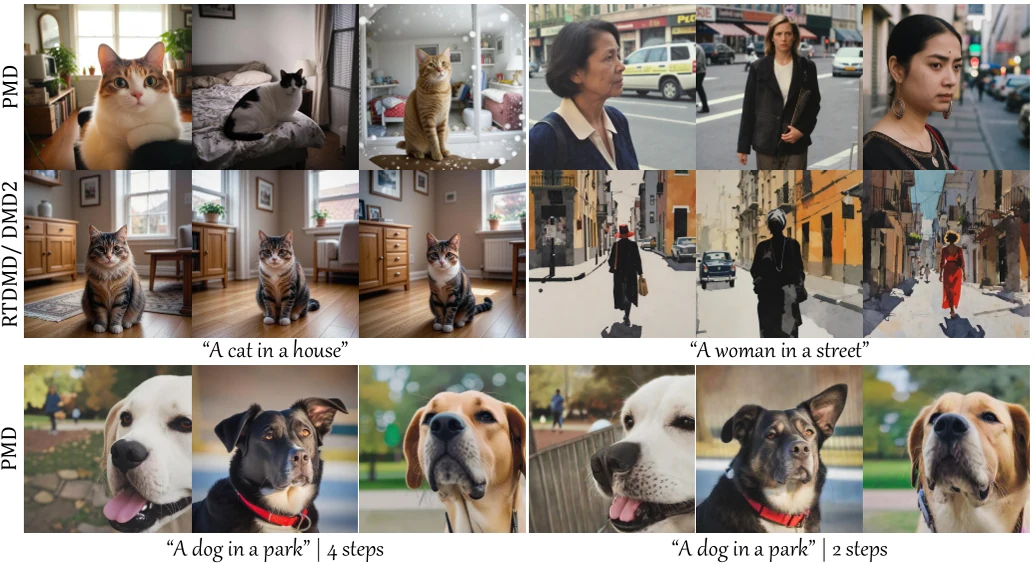 PMD
RTDMD/ DMD2
“A cat in a house”
“A woman in a street”
PMD
“A dog in a park” | 4 steps
“A dog in a park” | 2 steps